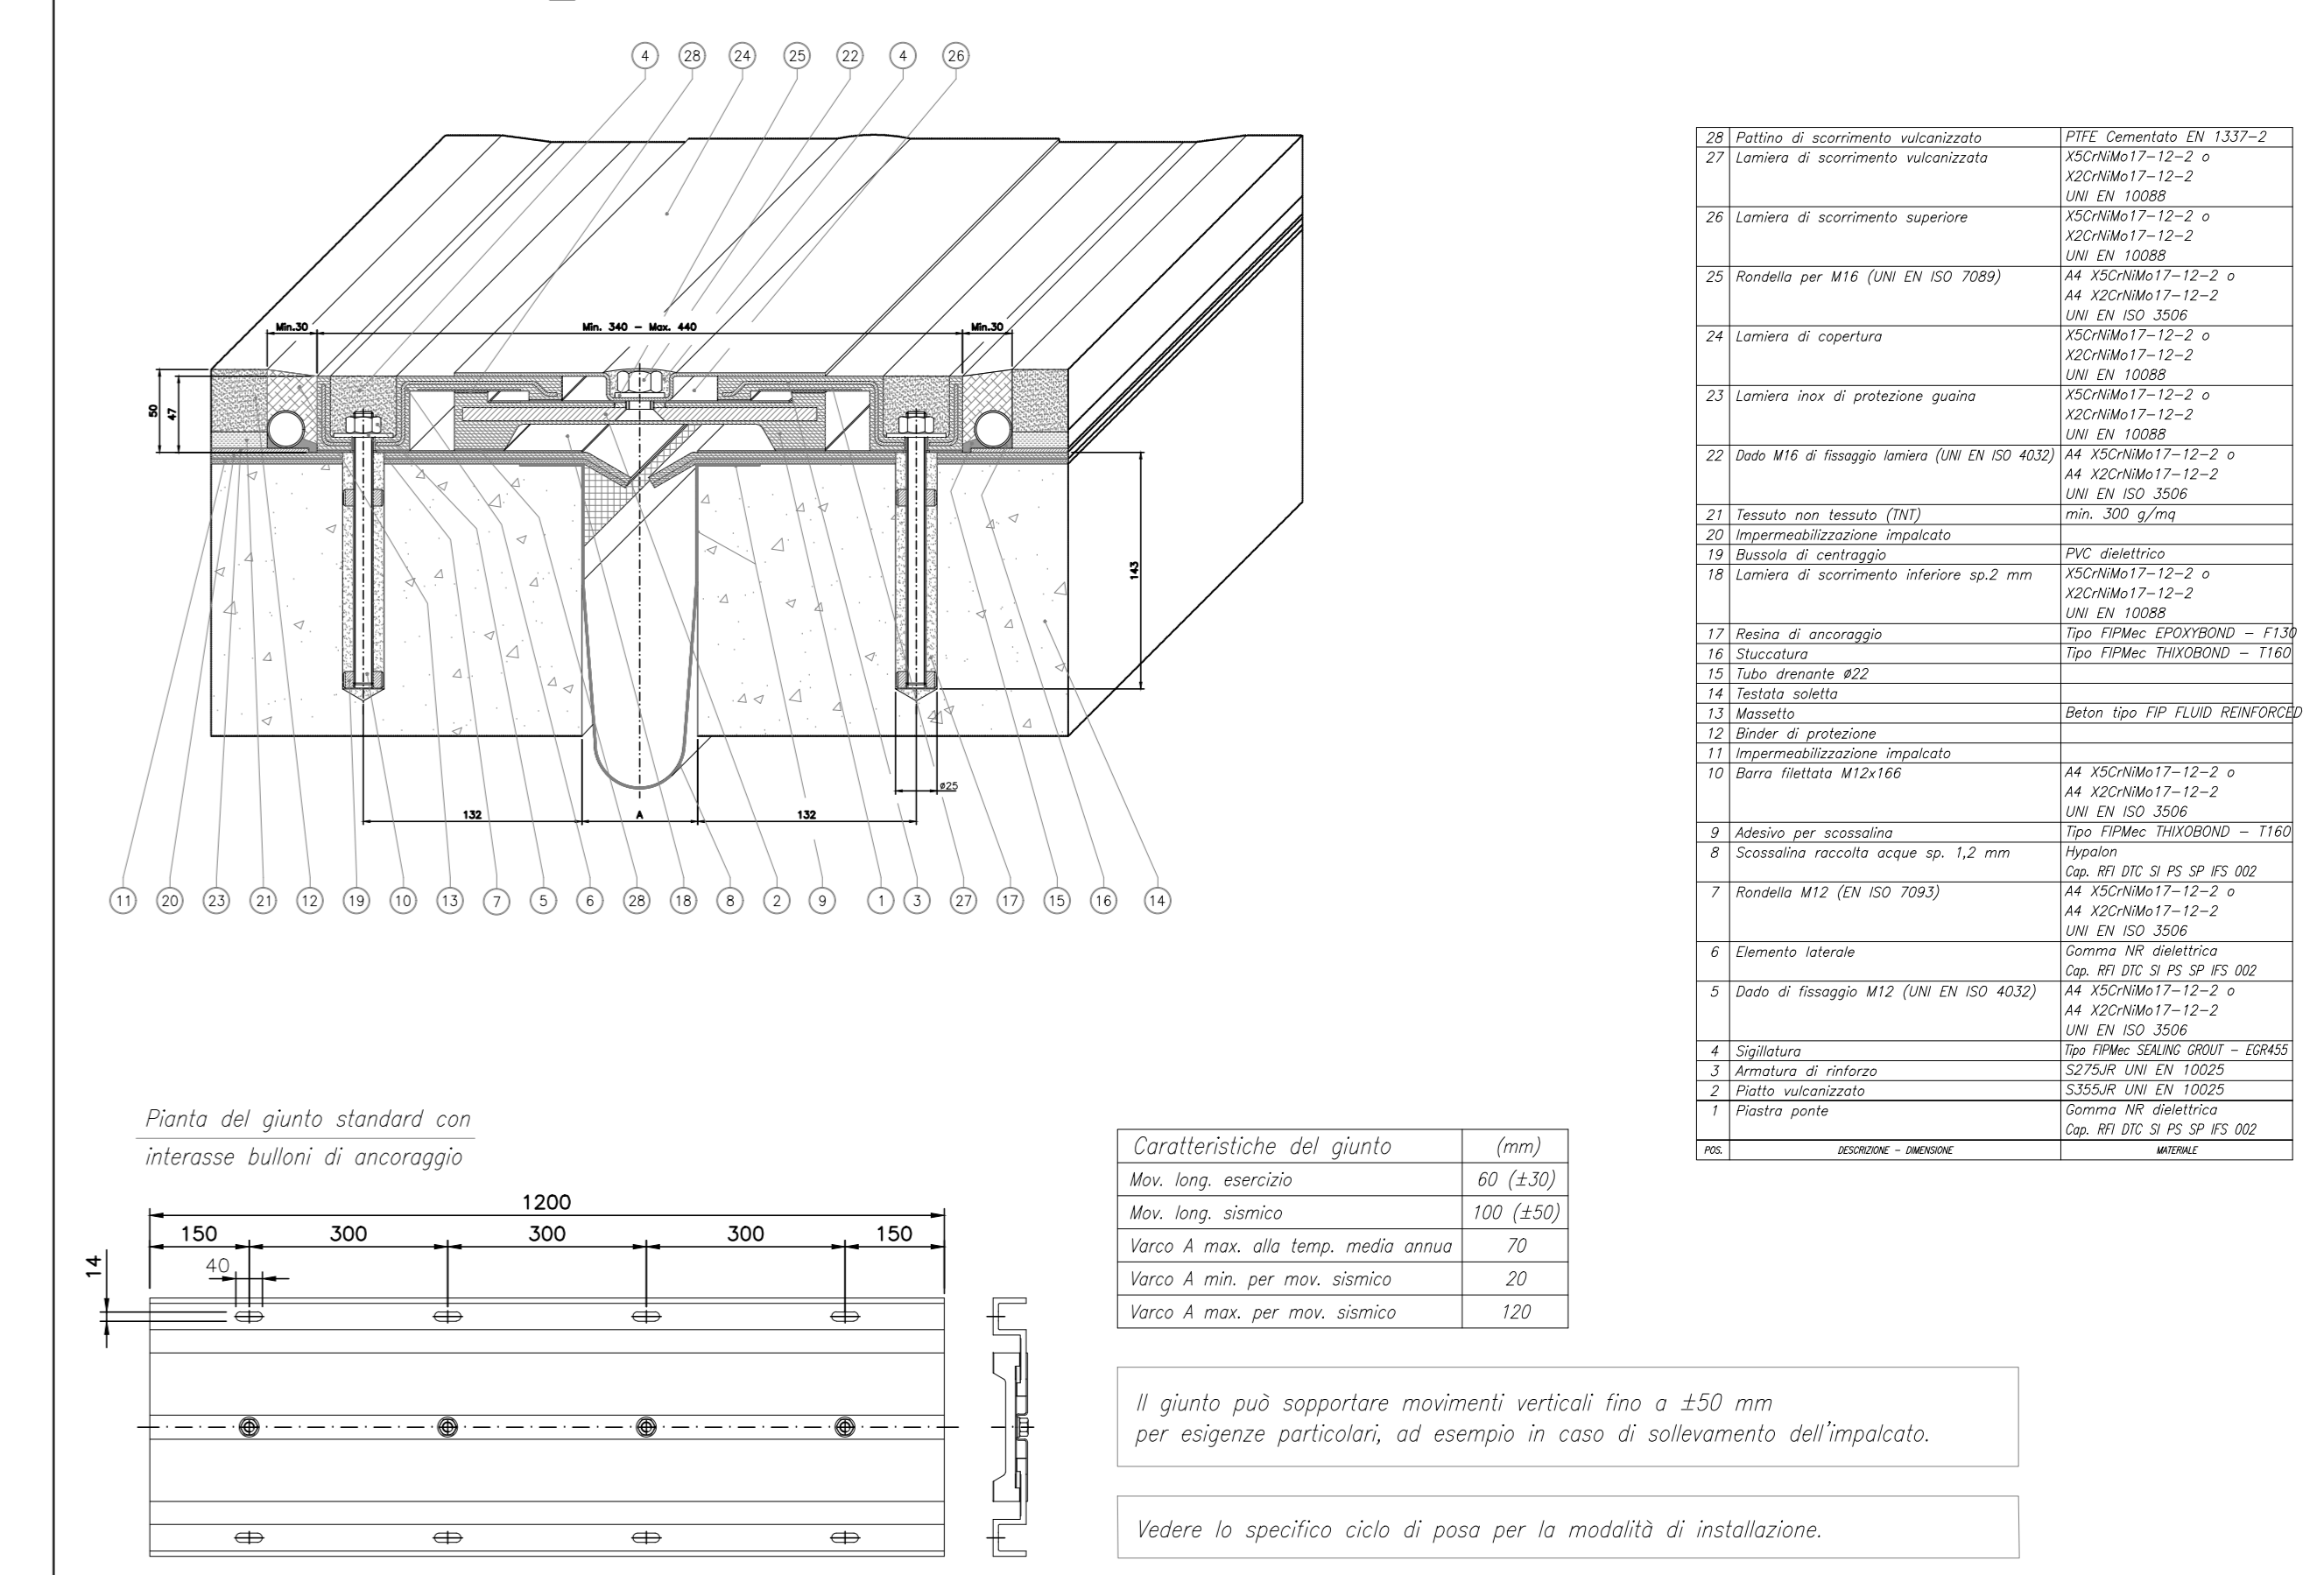 4 28 24 25 22 4 26
Min.30 Min. 340 - Max. 440 Min.30
50
47
143
ø25
132 A 132
11 20 23 21 12 19 10 13 7 5 6 28 18 8 2 9 1 3 27 17 15 16 14
28 Pattino di scorrimento vulcanizzato PTFE Cementato EN 1337-2
27 Lamiera di scorrimento vulcanizzata X5CrNiMo17-12-2 o
X2CrNiMo17-12-2
UNI EN 10088
26 Lamiera di scorrimento superiore X5CrNiMo17-12-2 o
X2CrNiMo17-12-2
UNI EN 10088
25 Rondella per M16 (UNI EN ISO 7089) A4 X5CrNiMo17-12-2 o
A4 X2CrNiMo17-12-2
UNI EN ISO 3506
24 Lamiera di copertura X5CrNiMo17-12-2 o
X2CrNiMo17-12-2
UNI EN 10088
23 Lamiera inox di protezione guaina X5CrNiMo17-12-2 o
X2CrNiMo17-12-2
UNI EN 10088
22 Dado M16 di fissaggio lamiera (UNI EN ISO 4032) A4 X5CrNiMo17-12-2 o
A4 X2CrNiMo17-12-2
UNI EN ISO 3506
21 Tessuto non tessuto (TNT) min. 300 g/mq
20 Impermeabilizzazione impalcato
19 Bussola di centraggio PVC dielettrico
18 Lamiera di scorrimento inferiore sp.2 mm X5CrNiMo17-12-2 o
X2CrNiMo17-12-2
UNI EN 10088
17 Resina di ancoraggio Tipo FIPMec EPOXYBOND - F130
16 Stuccatura Tipo FIPMec THIXOBOND - T160
15 Tubo drenante ø22
14 Testata soletta
13 Massetto Beton tipo FIP FLUID REINFORCED
12 Binder di protezione
11 Impermeabilizzazione impalcato
10 Barra filettata M12x166 A4 X5CrNiMo17-12-2 o
A4 X2CrNiMo17-12-2
UNI EN ISO 3506
9 Adesivo per scossalina Tipo FIPMec THIXOBOND - T160
8 Scossalina raccolta acque sp. 1,2 mm Hypalon
Cap. RFI DTC SI PS SP IFS 002
7 Rondella M12 (EN ISO 7093) A4 X5CrNiMo17-12-2 o
A4 X2CrNiMo17-12-2
UNI EN ISO 3506
6 Elemento laterale Gomma NR dielettrica
Cap. RFI DTC SI PS SP IFS 002
5 Dado di fissaggio M12 (UNI EN ISO 4032) A4 X5CrNiMo17-12-2 o
A4 X2CrNiMo17-12-2
UNI EN ISO 3506
4 Sigillatura Tipo FIPMec SEALING GROUT - EGR455
3 Armatura di rinforzo S275JR UNI EN 10025
2 Piatto vulcanizzato S355JR UNI EN 10025
1 Piastra ponte Gomma NR dielettrica
Cap. RFI DTC SI PS SP IFS 002
POS. DESCRIZIONE - DIMENSIONE MATERIALE
Pianta del giunto standard con
interasse bulloni di ancoraggio
1200
150 300 300 300 150
40
14
Caratteristiche del giunto (mm)
Mov. long. esercizio 60 (±30)
Mov. long. sismico 100 (±50)
Varco A max. alla temp. media annua 70
Varco A min. per mov. sismico 20
Varco A max. per mov. sismico 120
Il giunto può sopportare movimenti verticali fino a ±50 mm
per esigenze particolari, ad esempio in caso di sollevamento dell'impalcato.
Vedere lo specifico ciclo di posa per la modalità di installazione.